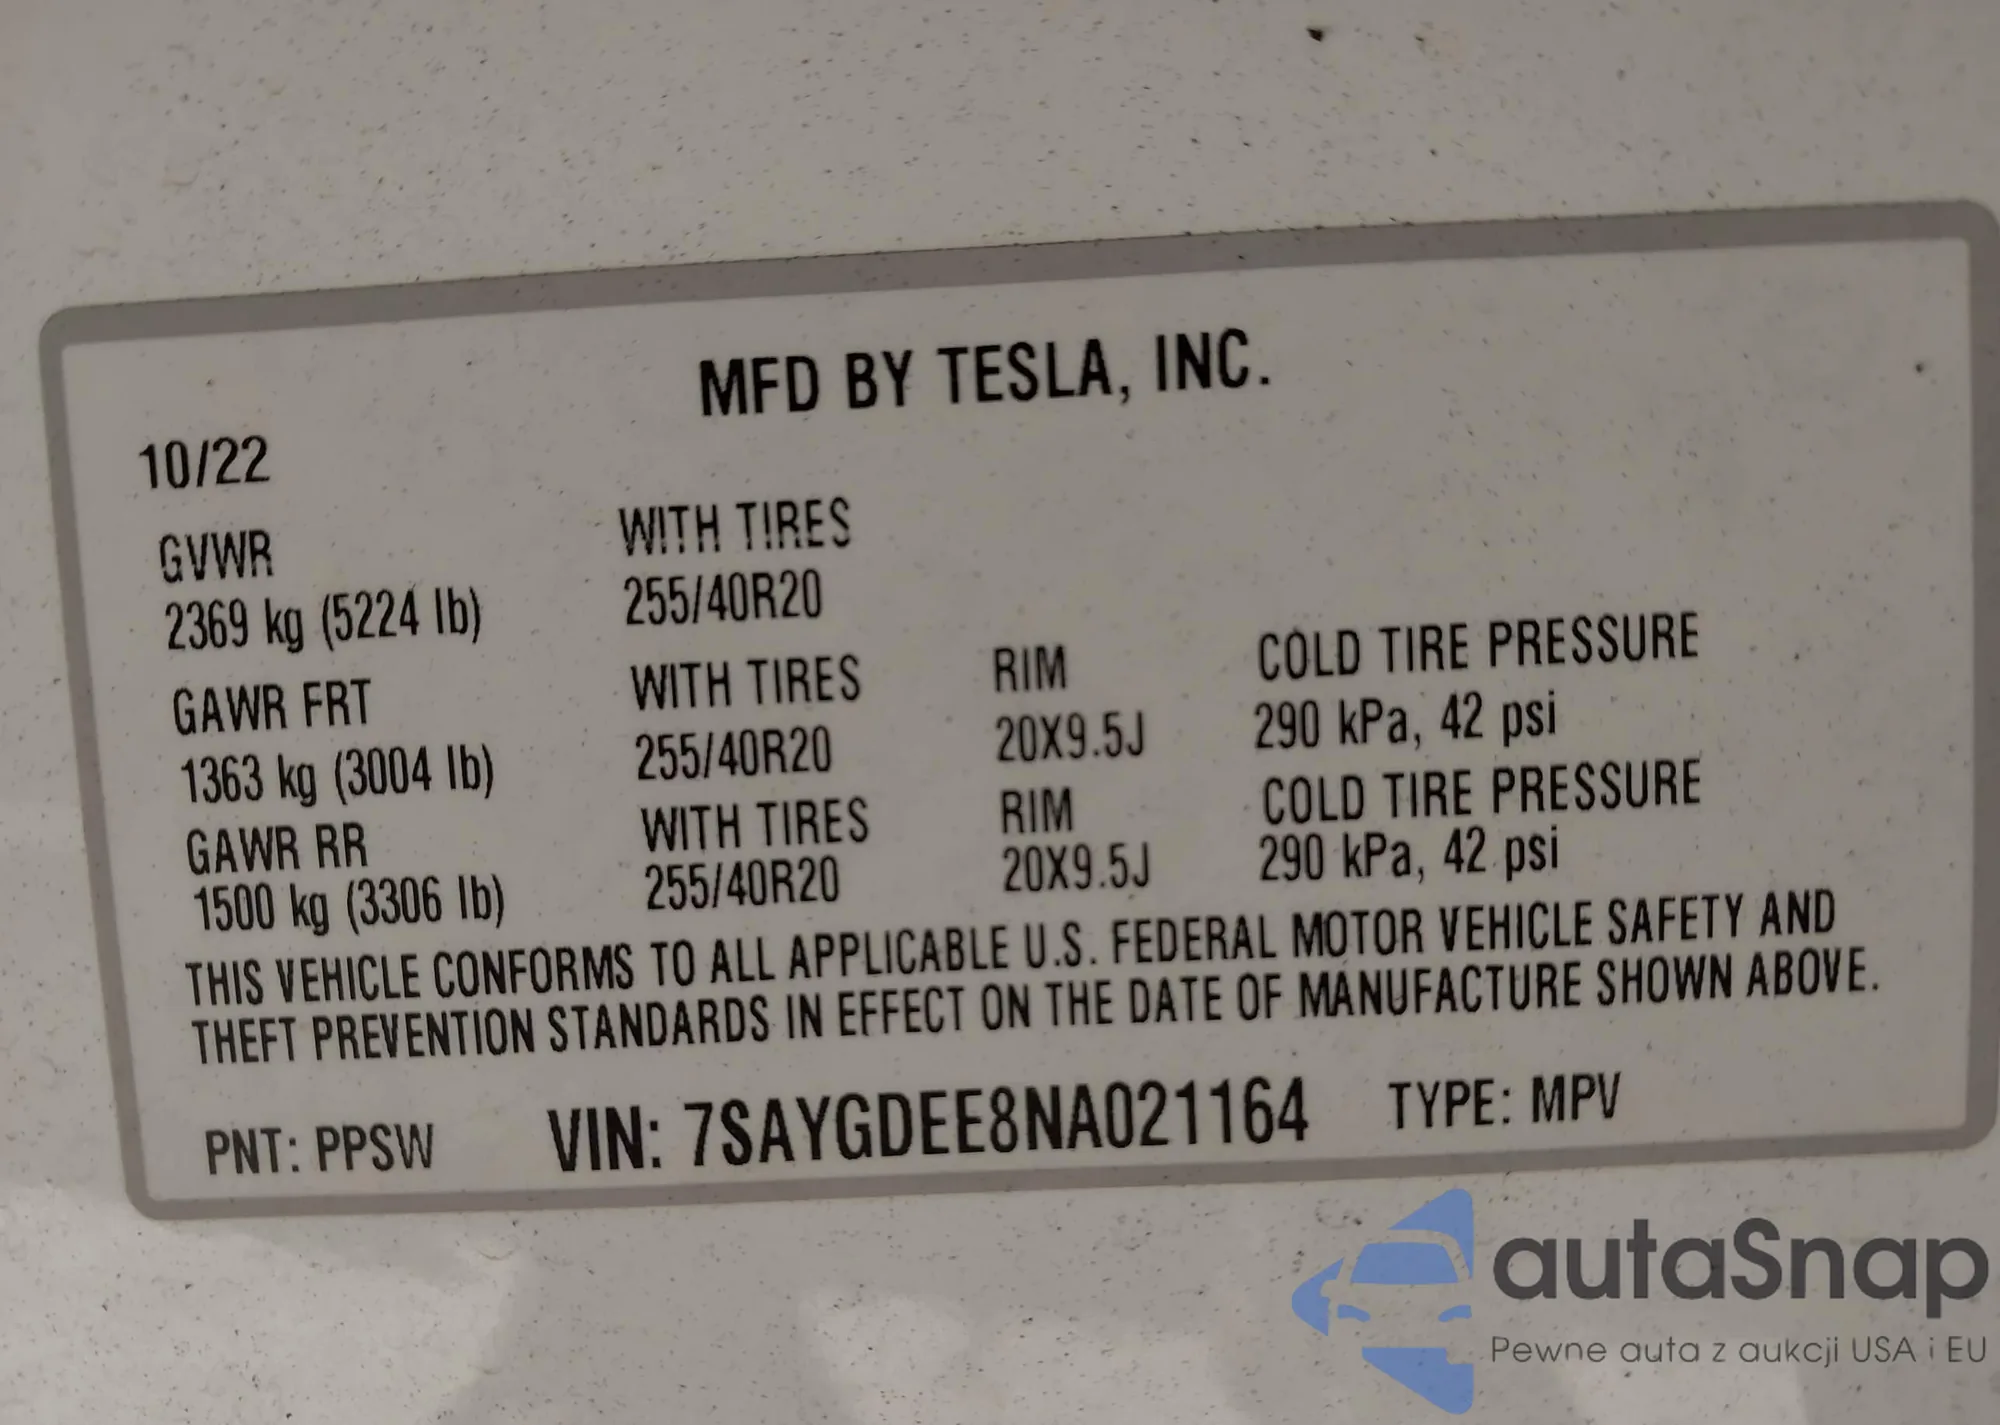 MFD BY TESLA, INC.
10/22
GVWR WITH TIRES
2369 kg (5224 lb) 255/40R20
GAWR FRT WITH TIRES RIM COLD TIRE PRESSURE
1363 kg (3004 lb) 255/40R20 20X9.5J 290 kPa, 42 psi
GAWR RR WITH TIRES RIM COLD TIRE PRESSURE
1500 kg (3306 lb) 255/40R20 20X9.5J 290 kPa, 42 psi
THIS VEHICLE CONFORMS TO ALL APPLICABLE U.S. FEDERAL MOTOR VEHICLE SAFETY AND
THEFT PREVENTION STANDARDS IN EFFECT ON THE DATE OF MANUFACTURE SHOWN ABOVE.
PNT: PPSW VIN: 7SAYGDEE8NA021164 TYPE: MPV
autaSnap
Pewne auta z aukcji USA i EU